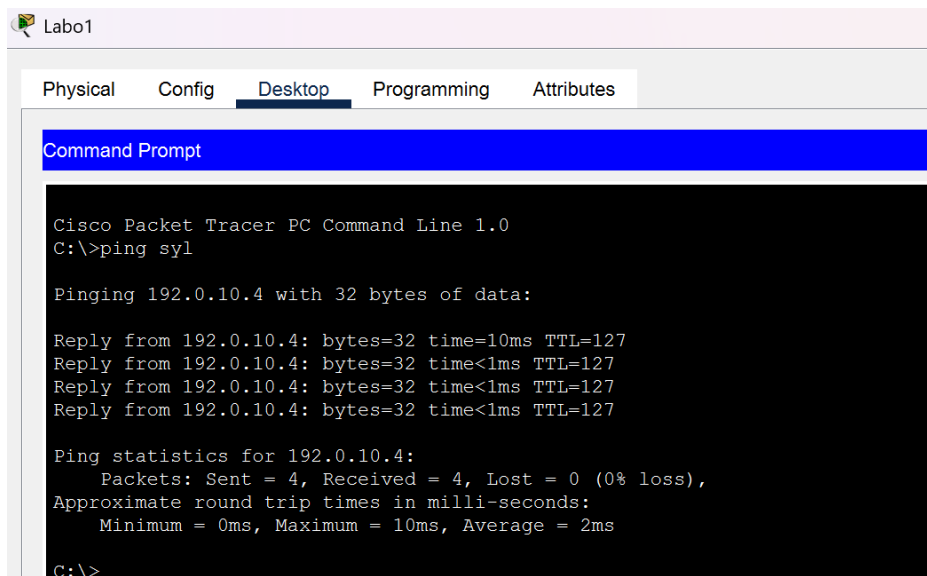 Labo1
Physical Config Desktop Programming Attributes
Command Prompt
Cisco Packet Tracer PC Command Line 1.0
C:\>ping syl
Pinging 192.0.10.4 with 32 bytes of data:
Reply from 192.0.10.4: bytes=32 time=10ms TTL=127
Reply from 192.0.10.4: bytes=32 time<1ms TTL=127
Reply from 192.0.10.4: bytes=32 time<1ms TTL=127
Reply from 192.0.10.4: bytes=32 time<1ms TTL=127
Ping statistics for 192.0.10.4:
Packets: Sent = 4, Received = 4, Lost = 0 (0% loss),
Approximate round trip times in milli-seconds:
Minimum = 0ms, Maximum = 10ms, Average = 2ms
C:\>